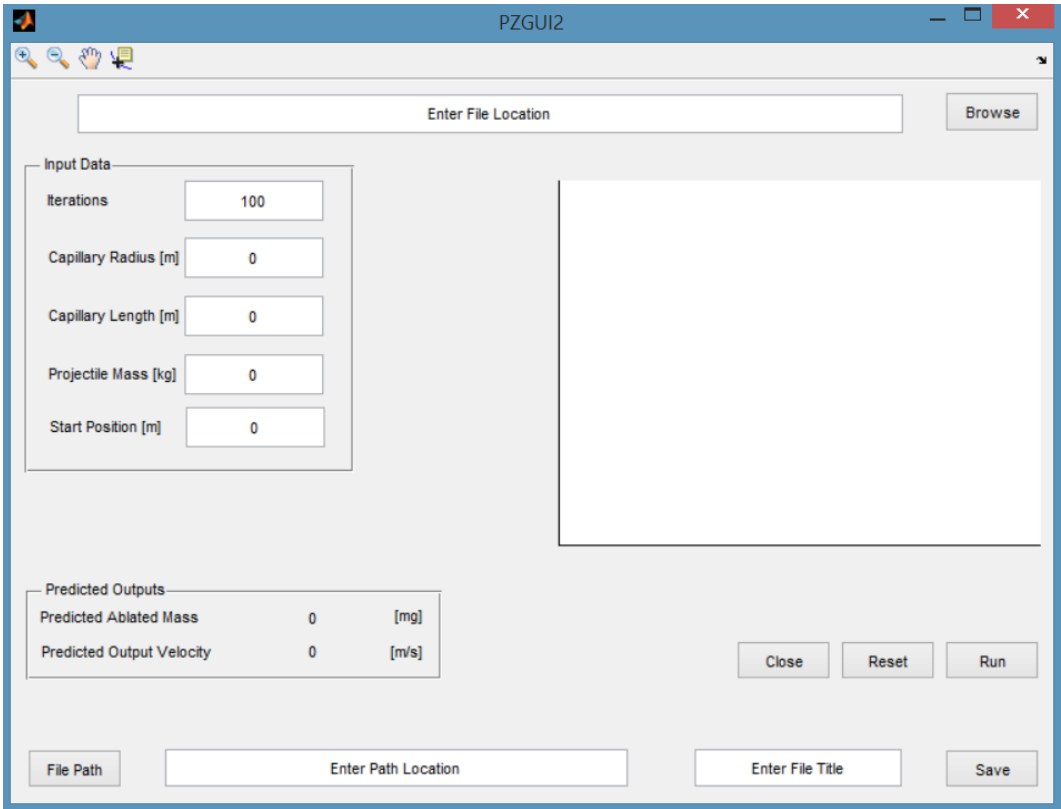 PZGUI2
Enter File Location
Browse
Input Data
Iterations
100
Capillary Radius [m]
0
Capillary Length [m]
0
Projectile Mass [kg]
0
Start Position [m]
0
Predicted Outputs
Predicted Ablated Mass 0 [mg]
Predicted Output Velocity 0 [m/s]
Close
Reset
Run
File Path
Enter Path Location
Enter File Title
Save